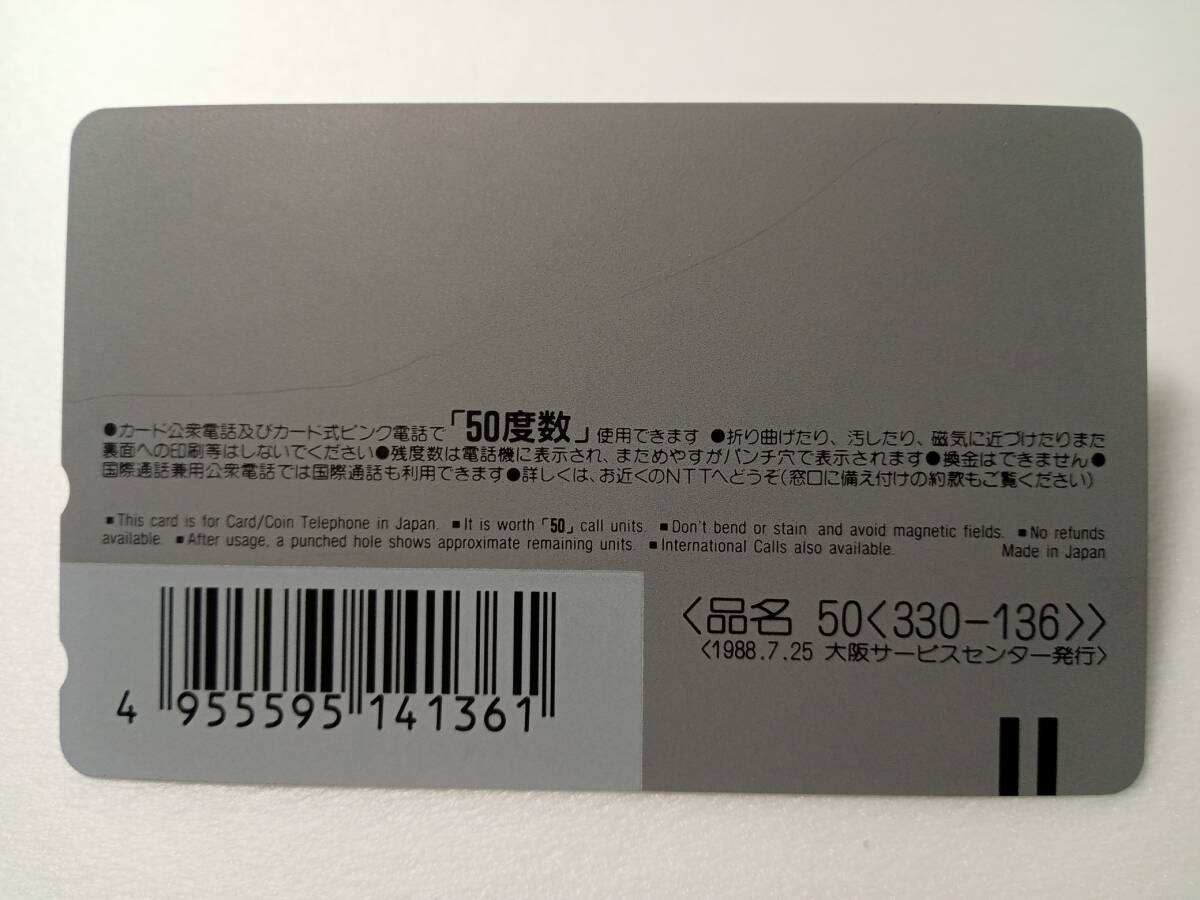 ●カード公衆電話及びカード式ピンク電話で「50度数」使用できます ●折り曲げたり、汚したり、磁気に近づけたりまた
裏面への印刷等はしないでください●残度数は電話機に表示され、まためやすがパンチ穴で表示されます●換金はできません●
国際通話兼用公衆電話では国際通話も利用できます●詳しくは、お近くのNTTへどうぞ(窓口に備え付けの約款もご覧ください)
■This card is for Card/Coin Telephone in Japan. ■It is worth「50」call units. ■Don't bend or stain and avoid magnetic fields. ■No refunds
available. ■After usage, a punched hole shows approximate remaining units. ■International Calls also available. Made in Japan
〈品名 50〈330-136〉〉
〈1988.7.25 大阪サービスセンター発行〉
4 955595 141361